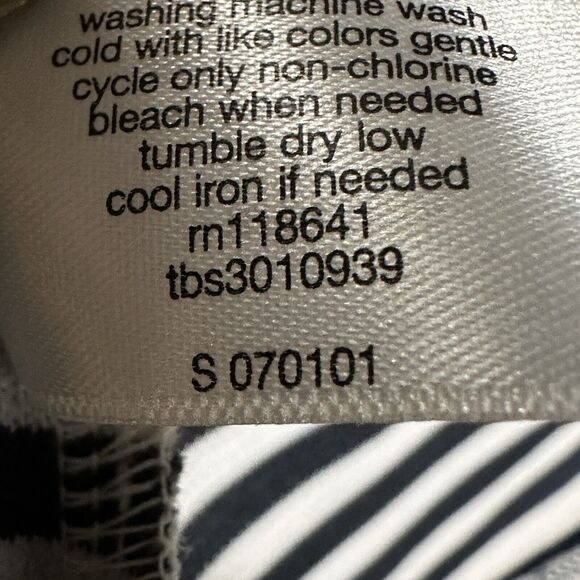 washing machine wash
cold with like colors gentle
cycle only non-chlorine
bleach when needed
tumble dry low
cool iron if needed
rn118641
tbs3010939
S 070101